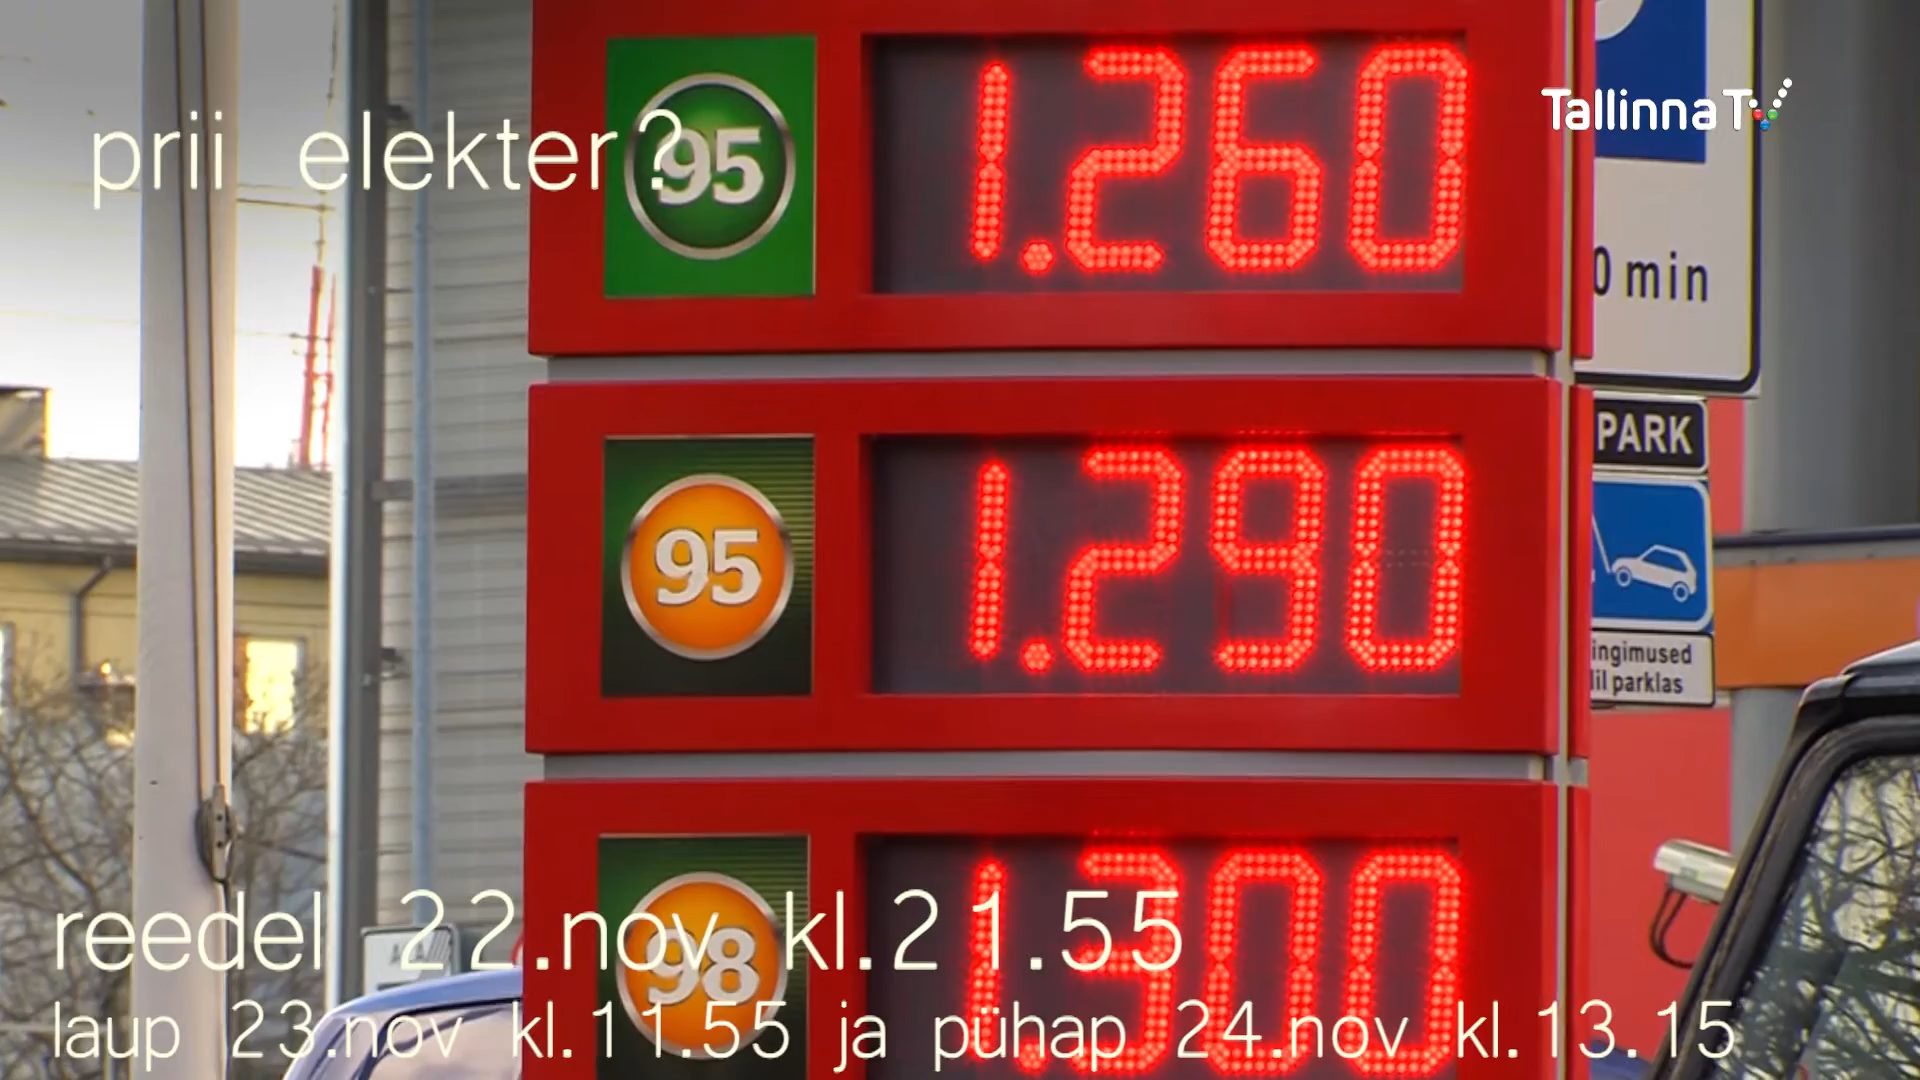 prii elekter?
95
1.260
Tallinna TV
0 min
95
1.290
PARK
ingimused
lil parklas
98
1.300
reedel 22.nov kl.21.55
laup 23.nov kl.11.55 ja pühap 24.nov kl.13.15